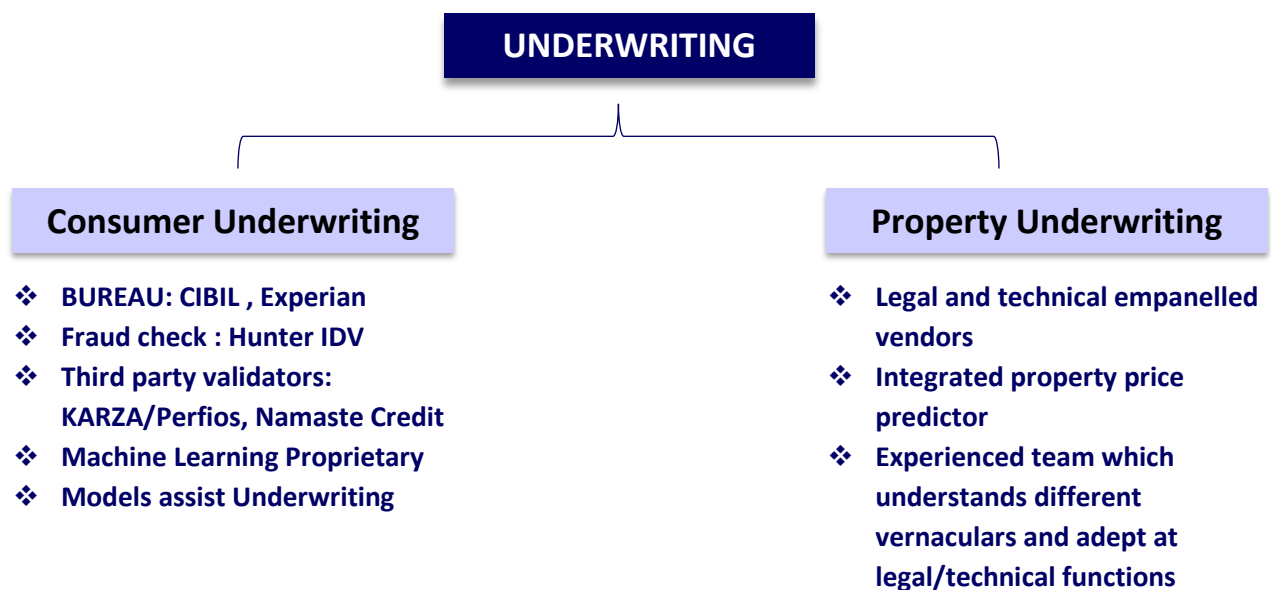 UNDERWRITING
Consumer Underwriting
❖ BUREAU: CIBIL , Experian
❖ Fraud check : Hunter IDV
❖ Third party validators:
KARZA/Perfios, Namaste Credit
❖ Machine Learning Proprietary
❖ Models assist Underwriting
Property Underwriting
❖ Legal and technical empanelled
vendors
❖ Integrated property price
predictor
❖ Experienced team which
understands different
vernaculars and adept at
legal/technical functions